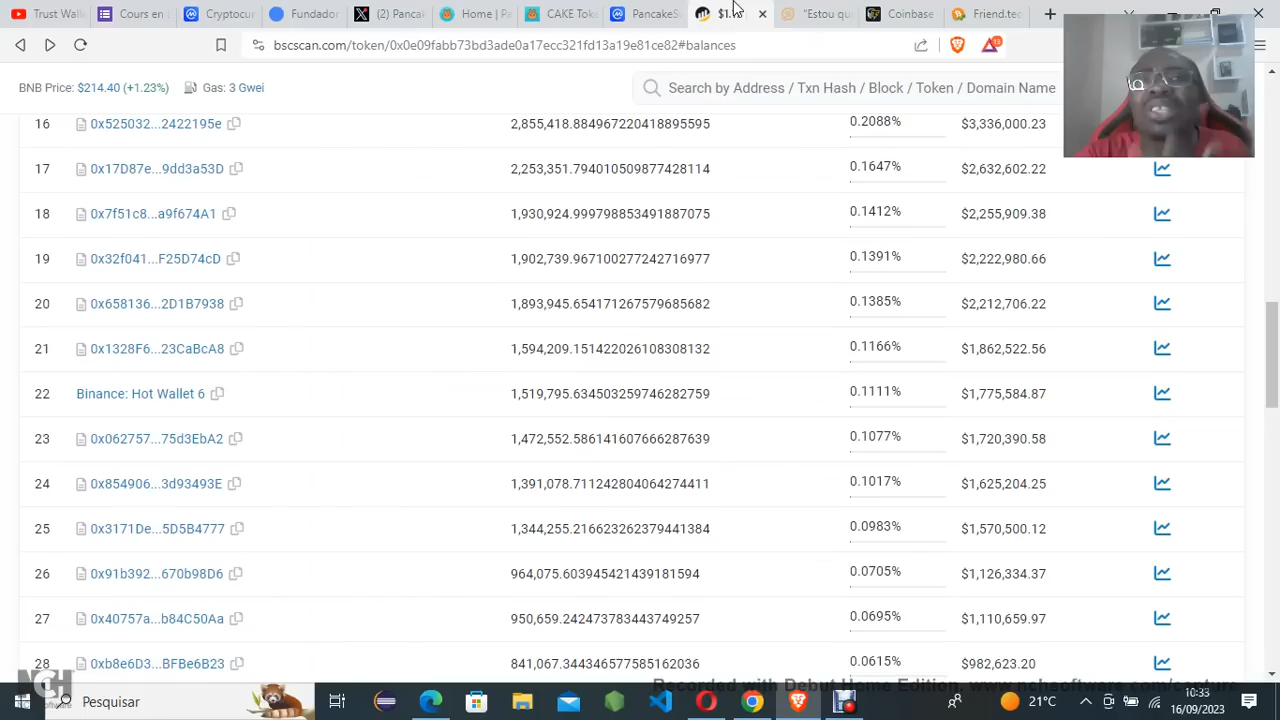 Trust Wall
Cours en
Cryptocur
Fundador
(2) Panca
Home | Pa
CAKE Toke
PancakeS
$1.
"Estou qu
Coinbase
Friend.tec
bscscan.com/token/0x0e09fabb73bd3ade0a17ecc321fd13a19e81ce82#balances
13
BNB Price: $214.40 (+1.23%) Gas: 3 Gwei
Search by Address / Txn Hash / Block / Token / Domain Name
16 0x525032...2422195e 2,855,418.884967220418895595 0.2088% $3,336,000.23
17 0x17D87e...9dd3a53D 2,253,351.794010509877428114 0.1647% $2,632,602.22
18 0x7f51c8...a9f674A1 1,930,924.999798853491887075 0.1412% $2,255,909.38
19 0x32f041...F25D74cD 1,902,739.967100277242716977 0.1391% $2,222,980.66
20 0x658136...2D1B7938 1,893,945.654171267579685682 0.1385% $2,212,706.22
21 0x1328F6...23CaBcA8 1,594,209.151422026108308132 0.1166% $1,862,522.56
22 Binance: Hot Wallet 6 1,519,795.634503259746282759 0.1111% $1,775,584.87
23 0x062757...75d3EbA2 1,472,552.586141607666287639 0.1077% $1,720,390.58
24 0x854906...3d93493E 1,391,078.711242804064274411 0.1017% $1,625,204.25
25 0x3171De...5D5B4777 1,344,255.216623262379441384 0.0983% $1,570,500.12
26 0x91b392...670b98D6 964,075.603945421439181594 0.0705% $1,126,334.37
27 0x40757a...b84C50Aa 950,659.242473783443749257 0.0695% $1,110,659.97
28 0xb8e6D3...BFBe6B23 841,067.344346577585162036 0.0615% $982,623.20
NCH
Recorded with Debut Home Edition, www.nchsoftware.com/capture
Pesquisar
21°C
10:33
16/09/2023